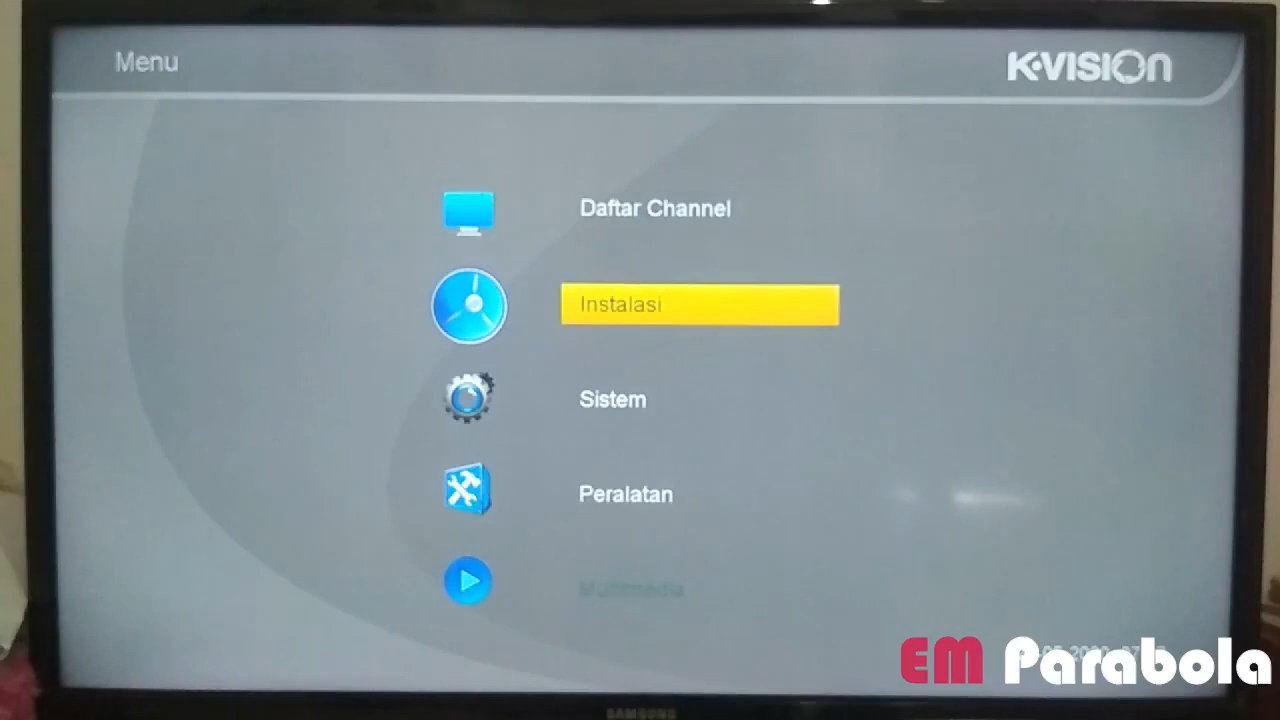 Menu
K-VISION
Daftar Channel
Instalasi
Sistem
Peralatan
Multimedia
EM Parabola
SAMSUNG